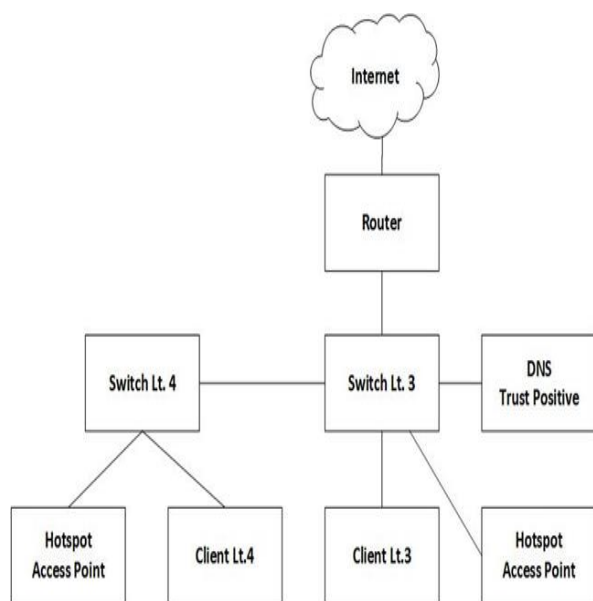 Internet
Router
Switch Lt. 4
Switch Lt. 3
DNS
Trust Positive
Hotspot
Access Point
Client Lt.4
Client Lt.3
Hotspot
Access Point